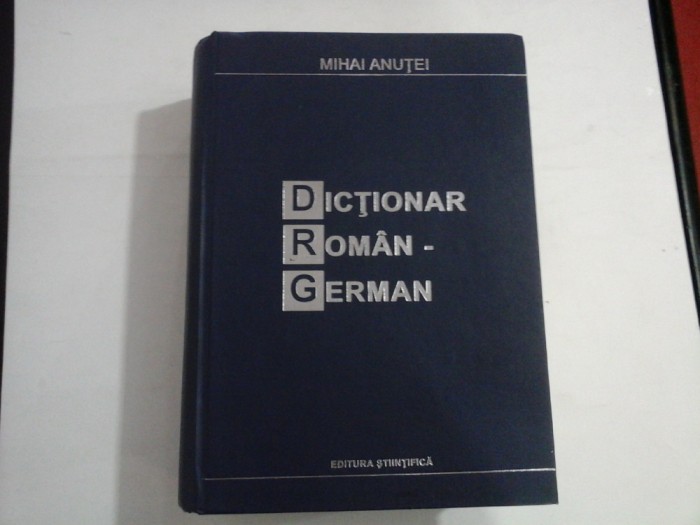 MIHAI ANUŢEI
DICŢIONAR
ROMÂN -
GERMAN
EDITURA ŞTIINŢIFICĂ